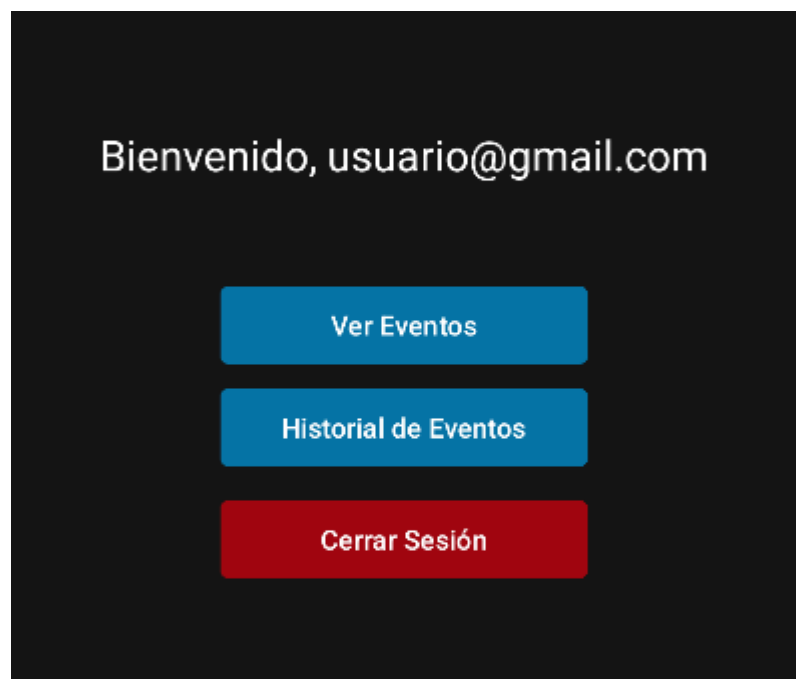 Bienvenido, usuario@gmail.com
Ver Eventos
Historial de Eventos
Cerrar Sesión